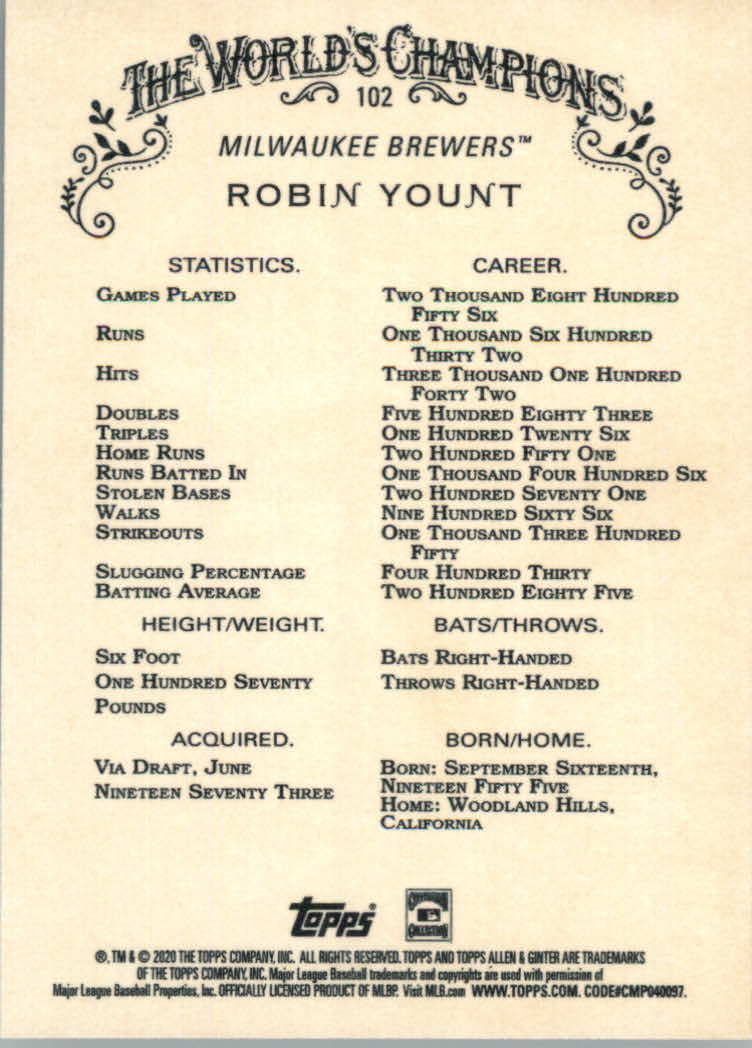 THE WORLD'S CHAMPIONS
102
MILWAUKEE BREWERS™
ROBIN YOUNT
STATISTICS. CAREER.
GAMES PLAYED TWO THOUSAND EIGHT HUNDRED
FIFTY SIX
RUNS ONE THOUSAND SIX HUNDRED
THIRTY TWO
HITS THREE THOUSAND ONE HUNDRED
FORTY TWO
DOUBLES FIVE HUNDRED EIGHTY THREE
TRIPLES ONE HUNDRED TWENTY SIX
HOME RUNS TWO HUNDRED FIFTY ONE
RUNS BATTED IN ONE THOUSAND FOUR HUNDRED SIX
STOLEN BASES TWO HUNDRED SEVENTY ONE
WALKS NINE HUNDRED SIXTY SIX
STRIKEOUTS ONE THOUSAND THREE HUNDRED
FIFTY
SLUGGING PERCENTAGE FOUR HUNDRED THIRTY
BATTING AVERAGE TWO HUNDRED EIGHTY FIVE
HEIGHT/WEIGHT. BATS/THROWS.
SIX FOOT BATS RIGHT-HANDED
ONE HUNDRED SEVENTY THROWS RIGHT-HANDED
POUNDS
ACQUIRED. BORN/HOME.
VIA DRAFT, JUNE BORN: SEPTEMBER SIXTEENTH,
NINETEEN SEVENTY THREE NINETEEN FIFTY FIVE
HOME: WOODLAND HILLS,
CALIFORNIA
topps® COOPERSTOWN
COLLECTION
®, TM & © 2020 THE TOPPS COMPANY, INC. ALL RIGHTS RESERVED. TOPPS AND TOPPS ALLEN & GINTER ARE TRADEMARKS
OF THE TOPPS COMPANY, INC. Major League Baseball trademarks and copyrights are used with permission of
Major League Baseball Properties, Inc. OFFICIALLY LICENSED PRODUCT OF MLBP. Visit MLB.com WWW.TOPPS.COM. CODE#CMP040097.